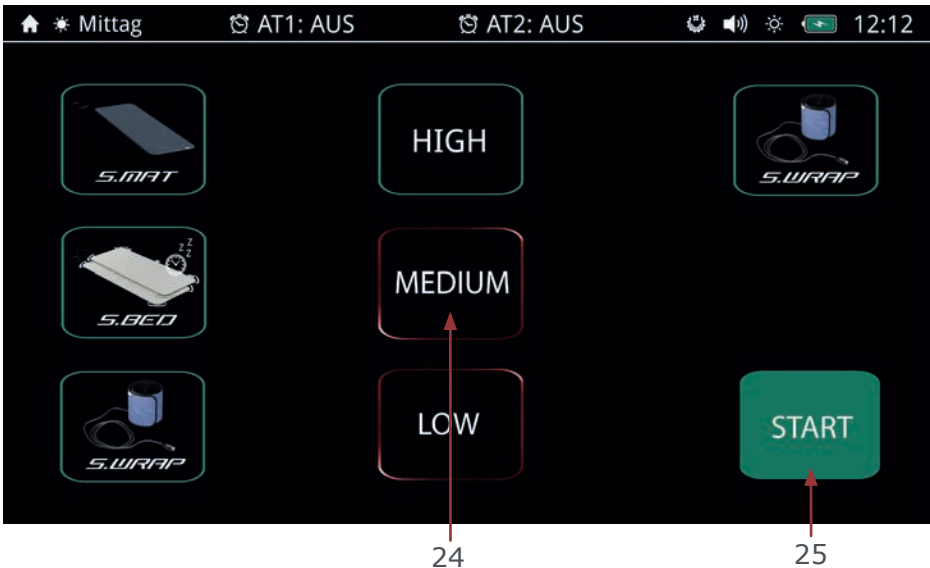 Mittag AT1: AUS AT2: AUS 12:12
S.MAT HIGH S.WRAP
z z z
S.BED MEDIUM
S.WRAP LOW START
24 25